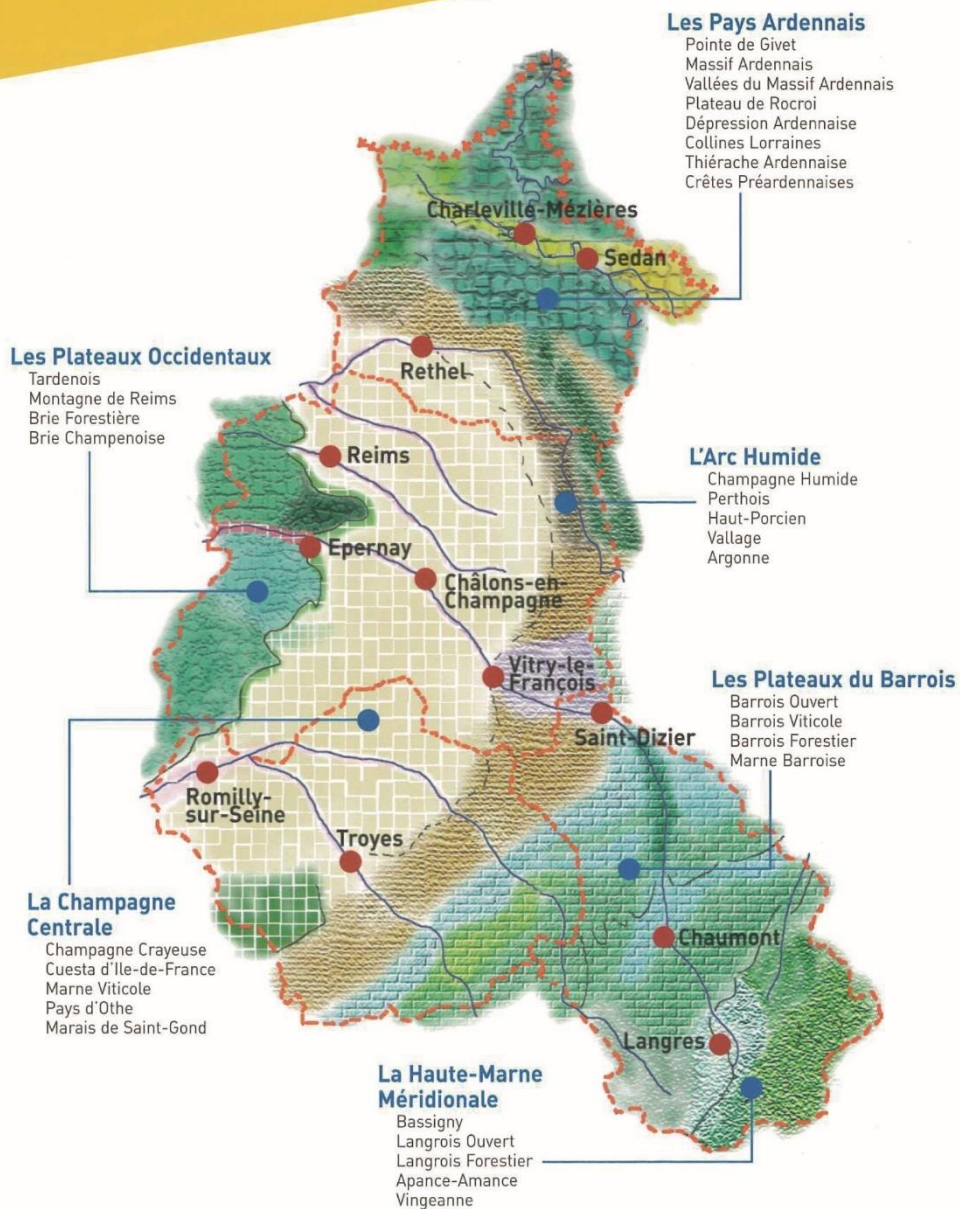 Les Pays Ardennais
Pointe de Givet
Massif Ardennais
Vallées du Massif Ardennais
Plateau de Rocroi
Dépression Ardennaise
Collines Lorraines
Thiérache Ardennaise
Crêtes Préardennaises
Charleville-Mézières
Sedan
Les Plateaux Occidentaux
Tardenois
Montagne de Reims
Brie Forestière
Brie Champenoise
Rethel
Reims
L'Arc Humide
Champagne Humide
Perthois
Haut-Porcien
Vallage
Argonne
Epernay
Châlons-en-
Champagne
Vitry-le-
François
Les Plateaux du Barrois
Barrois Ouvert
Barrois Viticole
Barrois Forestier
Marne Barroise
Saint-Dizier
Romilly-
sur-Seine
Troyes
La Champagne
Centrale
Champagne Crayeuse
Cuesta d'Ile-de-France
Marne Viticole
Pays d'Othe
Marais de Saint-Gond
Chaumont
Langres
La Haute-Marne
Méridionale
Bassigny
Langrois Ouvert
Langrois Forestier
Apance-Amance
Vingeanne